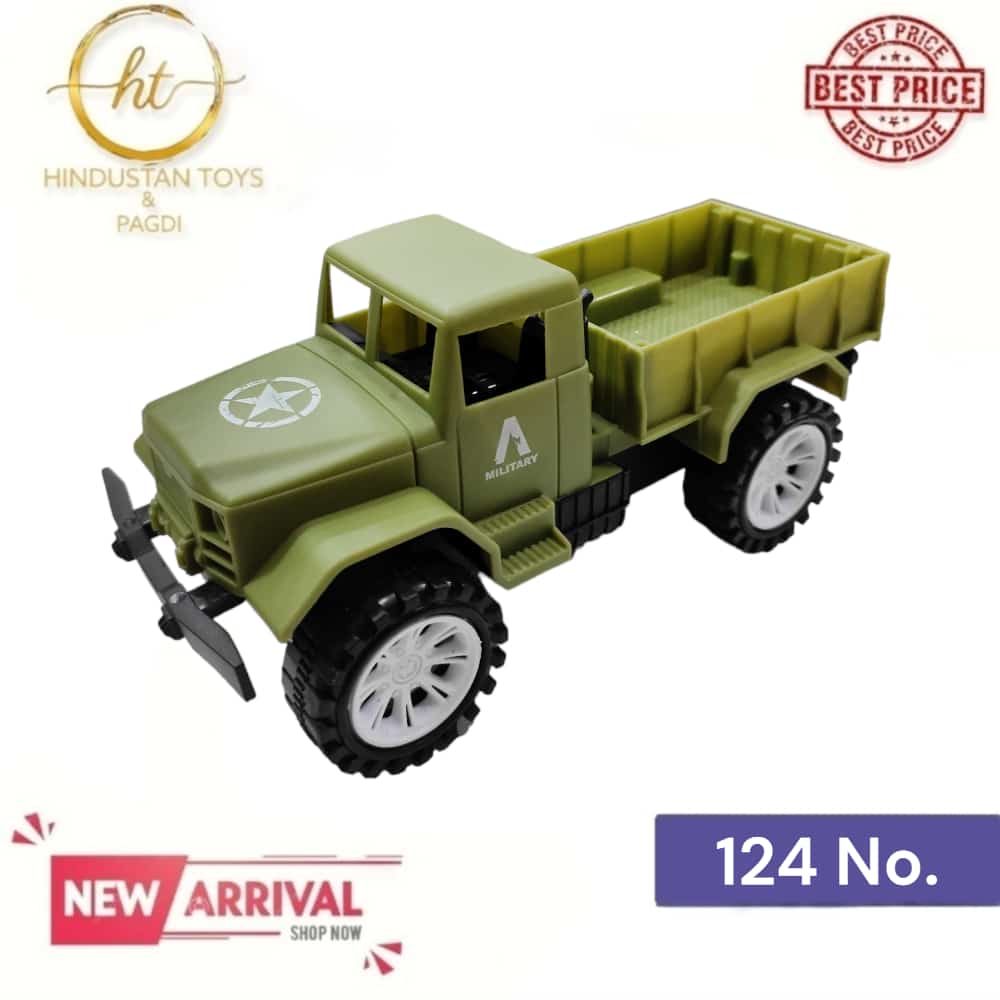 ht
HINDUSTAN TOYS
&
PAGDI
BEST PRICE
BEST PRICE
BEST PRICE
MILITARY
124 No.
NEW ARRIVAL
SHOP NOW